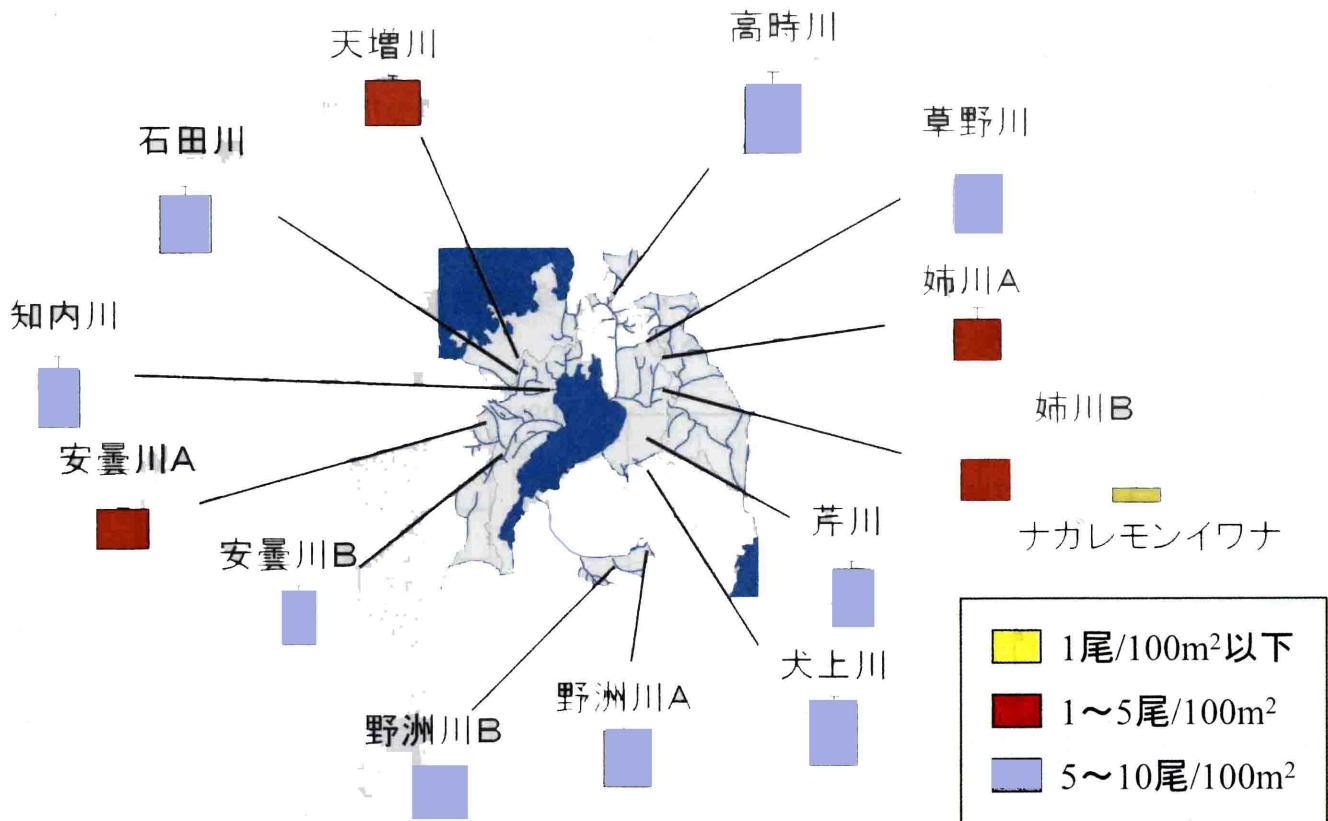 天増川
高時川
石田川
草野川
知内川
姉川A
姉川B
安曇川A
安曇川B
芹川
ナカレモンイワナ
犬上川
野洲川A
野洲川B
1尾/100m²以下
1～5尾/100m²
5～10尾/100m²